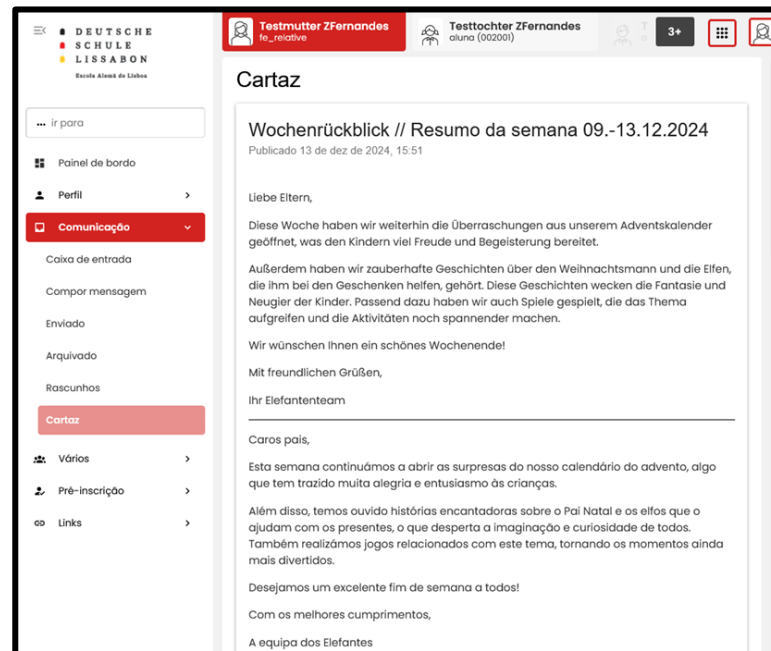 DEUTSCHE
SCHULE
LISSABON
Escola Alemã de Lisboa
Testmutter ZFernandes
fe_relative
Testtochter ZFernandes
aluna (002001)
3+
Cartaz
... ir para
Painel de bordo
Perfil
Comunicação
Caixa de entrada
Compor mensagem
Enviado
Arquivado
Rascunhos
Cartaz
Vários
Pré-inscrição
Links
Wochenrückblick // Resumo da semana 09.-13.12.2024
Publicado 13 de dez de 2024, 15:51
Liebe Eltern,
Diese Woche haben wir weiterhin die Überraschungen aus unserem Adventskalender
geöffnet, was den Kindern viel Freude und Begeisterung bereitet.
Außerdem haben wir zauberhafte Geschichten über den Weihnachtsmann und die Elfen,
die ihm bei den Geschenken helfen, gehört. Diese Geschichten wecken die Fantasie und
Neugier der Kinder. Passend dazu haben wir auch Spiele gespielt, die das Thema
aufgreifen und die Aktivitäten noch spannender machen.
Wir wünschen Ihnen ein schönes Wochenende!
Mit freundlichen Grüßen,
Ihr Elefantenteam
Caros pais,
Esta semana continuámos a abrir as surpresas do nosso calendário do advento, algo
que tem trazido muita alegria e entusiasmo às crianças.
Além disso, temos ouvido histórias encantadoras sobre o Pai Natal e os elfos que o
ajudam com os presentes, o que desperta a imaginação e curiosidade de todos.
Também realizámos jogos relacionados com este tema, tornando os momentos ainda
mais divertidos.
Desejamos um excelente fim de semana a todos!
Com os melhores cumprimentos,
A equipa dos Elefantes